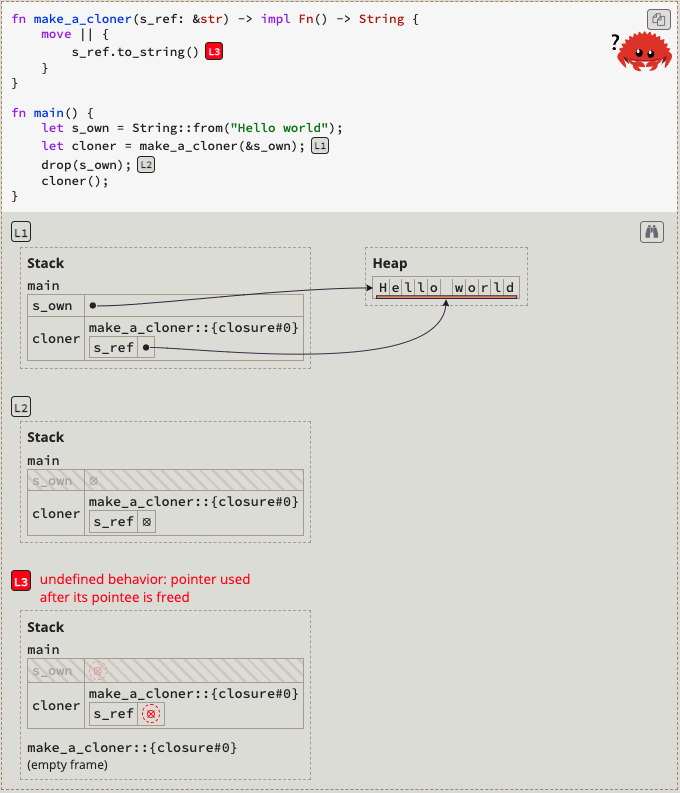 fn make_a_cloner(s_ref: &str) -> impl Fn() -> String {
    move || {
        s_ref.to_string() L3
    }
}
?
fn main() {
    let s_own = String::from("Hello world");
    let cloner = make_a_cloner(&s_own); L1
    drop(s_own); L2
    cloner();
}
L1
Stack
Heap
main
Hello world
s_own
make_a_cloner::{closure#0}
cloner
s_ref
L2
Stack
main
s_own
make_a_cloner::{closure#0}
cloner
s_ref
L3 undefined behavior: pointer used
after its pointee is freed
Stack
main
s_own
make_a_cloner::{closure#0}
cloner
s_ref
make_a_cloner::{closure#0}
(empty frame)